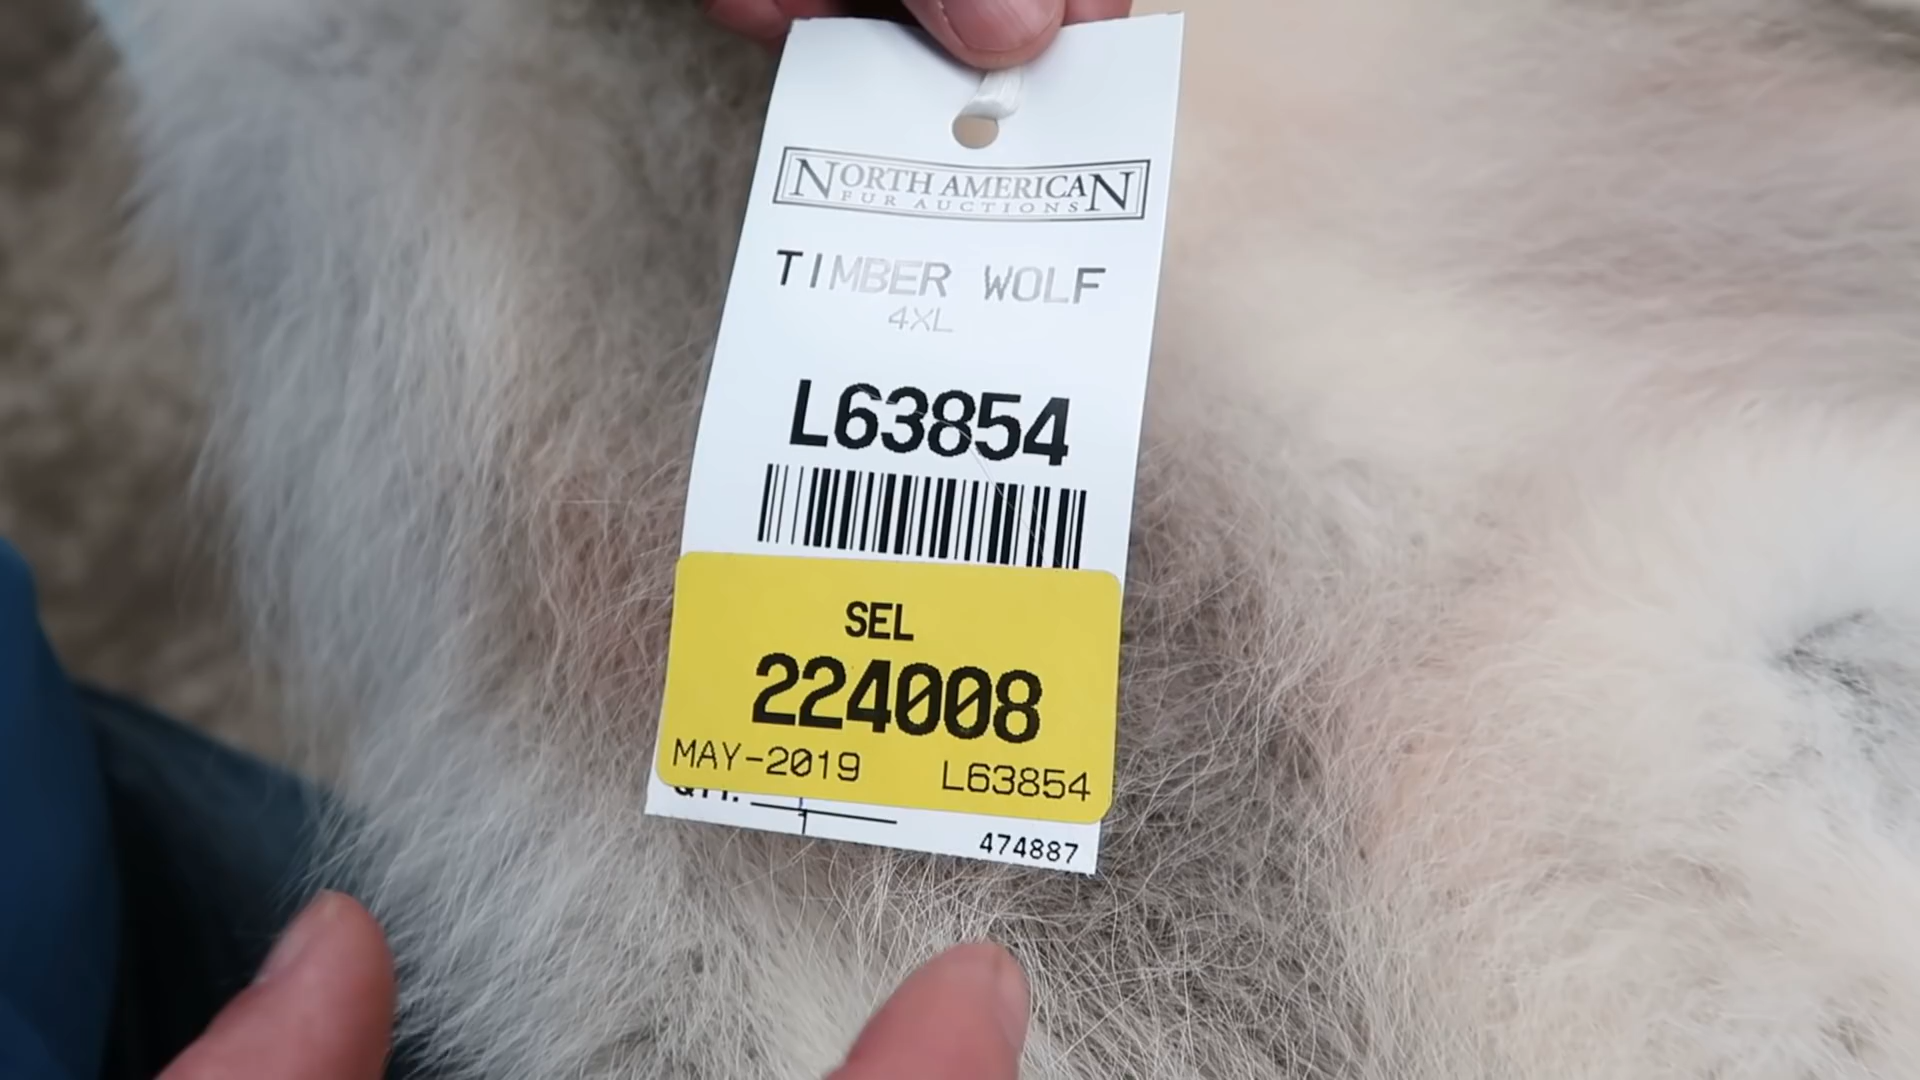 NORTH AMERICAN
FUR AUCTIONS
TIMBER WOLF
4XL
L63854
SEL
224008
MAY-2019 L63854
QTY.
474887